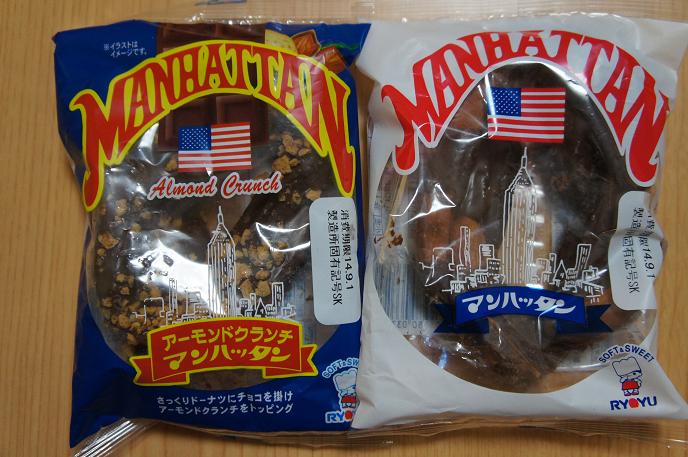 ※イラストは
イメージです。
MANHATTAN
Almond Crunch
消費期限14.9.1
製造所固有記号SK
アーモンドクランチ
マンハッタン
さっくりドーナツにチョコを掛け
アーモンドクランチをトッピング
SOFT&SWEET
RYOYU
MANHATTAN
消費期限14.9.1
製造所固有記号SK
マンハッタン
SOFT&SWEET
RYOYU